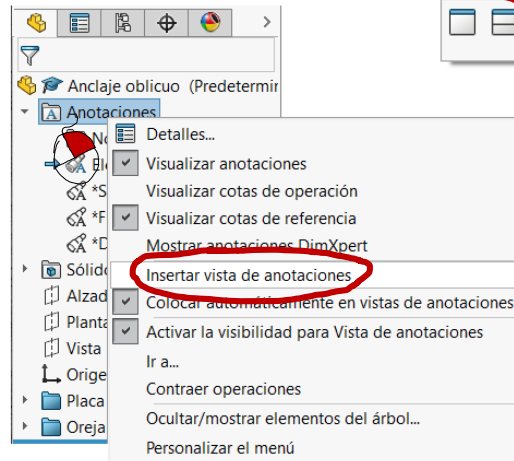 Anclaje oblicuo (Predetermin
Anotaciones
Detalles...
Visualizar anotaciones
*S Visualizar cotas de operación
*F Visualizar cotas de referencia
*D Mostrar anotaciones DimXpert
Sólido Insertar vista de anotaciones
Alzad Colocar automáticamente en vistas de anotaciones
Planta Activar la visibilidad para Vista de anotaciones
Vista Ir a...
Orige Contraer operaciones
Placa Ocultar/mostrar elementos del árbol...
Oreja Personalizar el menú